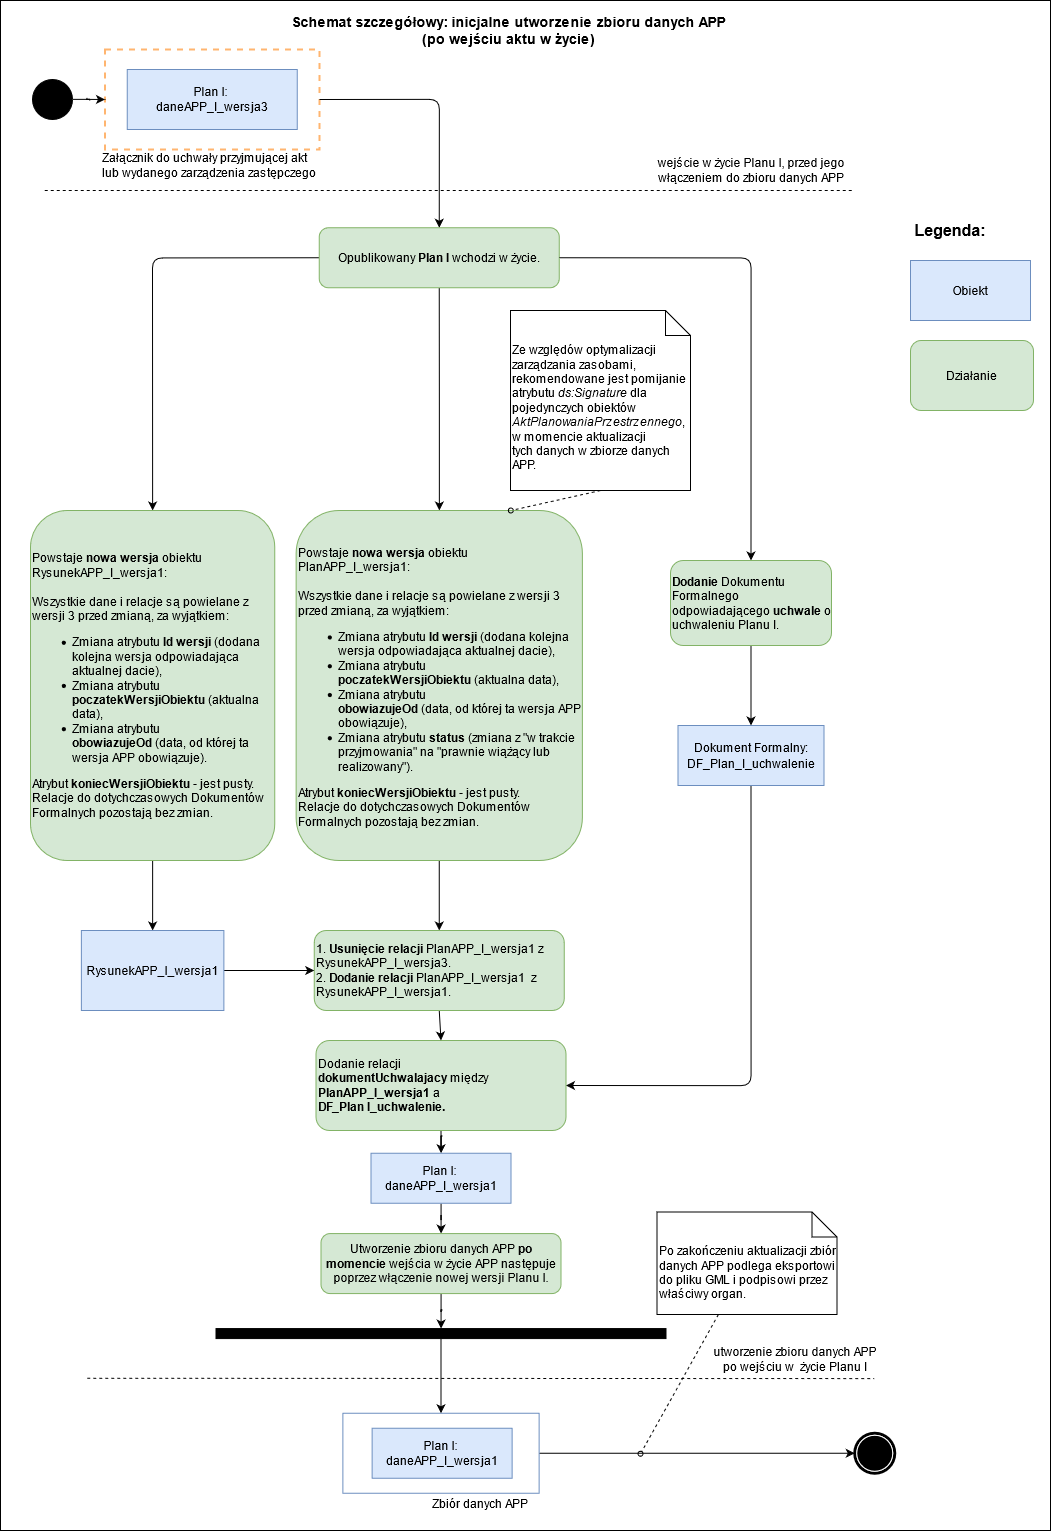 Schemat szczegółowy: inicjalne utworzenie zbioru danych APP
(po wejściu aktu w życie)
Plan I:
daneAPP_I_wersja3
Załącznik do uchwały przyjmującej akt
lub wydanego zarządzenia zastępczego
wejście w życie Planu I, przed jego
włączeniem do zbioru danych APP
Legenda:
Obiekt
Działanie
Opublikowany Plan I wchodzi w życie.
Ze względów optymalizacji
zarządzania zasobami,
rekomendowane jest pomijanie
atrybutu ds:Signature dla
pojedynczych obiektów
AktPlanowaniaPrzestrzennego,
w momencie aktualizacji
tych danych w zbiorze danych
APP.
Powstaje nowa wersja obiektu
RysunekAPP_I_wersja1:
Wszystkie dane i relacje są powielane z
wersji 3 przed zmianą, za wyjątkiem:
• Zmiana atrybutu Id wersji (dodana
kolejna wersja odpowiadająca
aktualnej dacie),
• Zmiana atrybutu
poczatekWersjiObiektu (aktualna
data),
• Zmiana atrybutu
obowiazujeOd (data, od której ta
wersja APP obowiązuje).
Atrybut koniecWersjiObiektu - jest pusty.
Relacje do dotychczasowych Dokumentów
Formalnych pozostają bez zmian.
Powstaje nowa wersja obiektu
PlanAPP_I_wersja1:
Wszystkie dane i relacje są powielane z wersji 3
przed zmianą, za wyjątkiem:
• Zmiana atrybutu Id wersji (dodana kolejna
wersja odpowiadająca aktualnej dacie),
• Zmiana atrybutu
poczatekWersjiObiektu (aktualna data),
• Zmiana atrybutu
obowiazujeOd (data, od której ta wersja APP
obowiązuje),
• Zmiana atrybutu status (zmiana z "w trakcie
przyjmowania" na "prawnie wiążący lub
realizowany").
Atrybut koniecWersjiObiektu - jest pusty.
Relacje do dotychczasowych Dokumentów
Formalnych pozostają bez zmian.
Dodanie Dokumentu
Formalnego
odpowiadającego uchwale o
uchwaleniu Planu I.
Dokument Formalny:
DF_Plan_I_uchwalenie
RysunekAPP_I_wersja1
1. Usunięcie relacji PlanAPP_I_wersja1 z
RysunekAPP_I_wersja3.
2. Dodanie relacji PlanAPP_I_wersja1 z
RysunekAPP_I_wersja1.
Dodanie relacji
dokumentUchwalajacy między
PlanAPP_I_wersja1 a
DF_Plan I_uchwalenie.
Plan I:
daneAPP_I_wersja1
Utworzenie zbioru danych APP po
momencie wejścia w życie APP następuje
poprzez włączenie nowej wersji Planu I.
Po zakończeniu aktualizacji zbiór
danych APP podlega eksportowi
do pliku GML i podpisowi przez
właściwy organ.
utworzenie zbioru danych APP
po wejściu w życie Planu I
Plan I:
daneAPP_I_wersja1
Zbiór danych APP